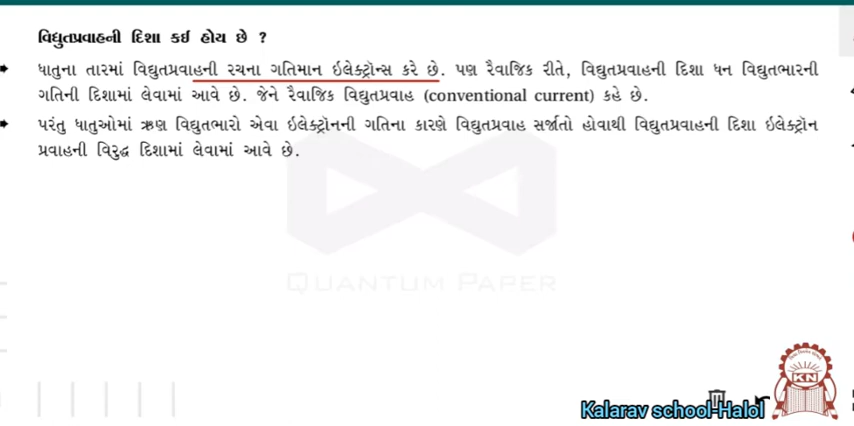 વિદ્યુતપ્રવાહની દિશા કઈ હોય છે ?
ધાતુના તારમાં વિદ્યુતપ્રવાહની રચના ગતિમાન ઇલેક્ટ્રૉન્સ કરે છે. પણ રૈવાજિક રીતે, વિદ્યુતપ્રવાહની દિશા ધન વિદ્યુતભારની
ગતિની દિશામાં લેવામાં આવે છે. જેને રૈવાજિક વિદ્યુતપ્રવાહ (conventional current) કહે છે.
પરંતુ ધાતુઓમાં ઋણ વિદ્યુતભારો એવા ઇલેક્ટ્રૉનની ગતિના કારણે વિદ્યુતપ્રવાહ સર્જાતો હોવાથી વિદ્યુતપ્રવાહની દિશા ઇલેક્ટ્રૉન
પ્રવાહની વિરુદ્ધ દિશામાં લેવામાં આવે છે.
QUANTUM PAPER
KN
Kalarav school-Halol